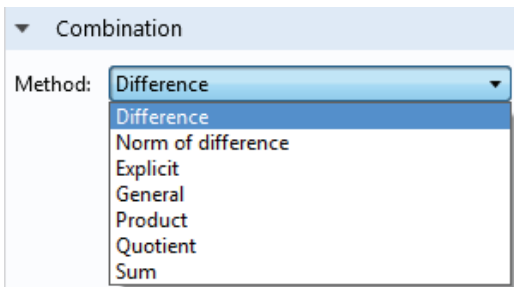 Combination
Method: Difference
Difference
Norm of difference
Explicit
General
Product
Quotient
Sum